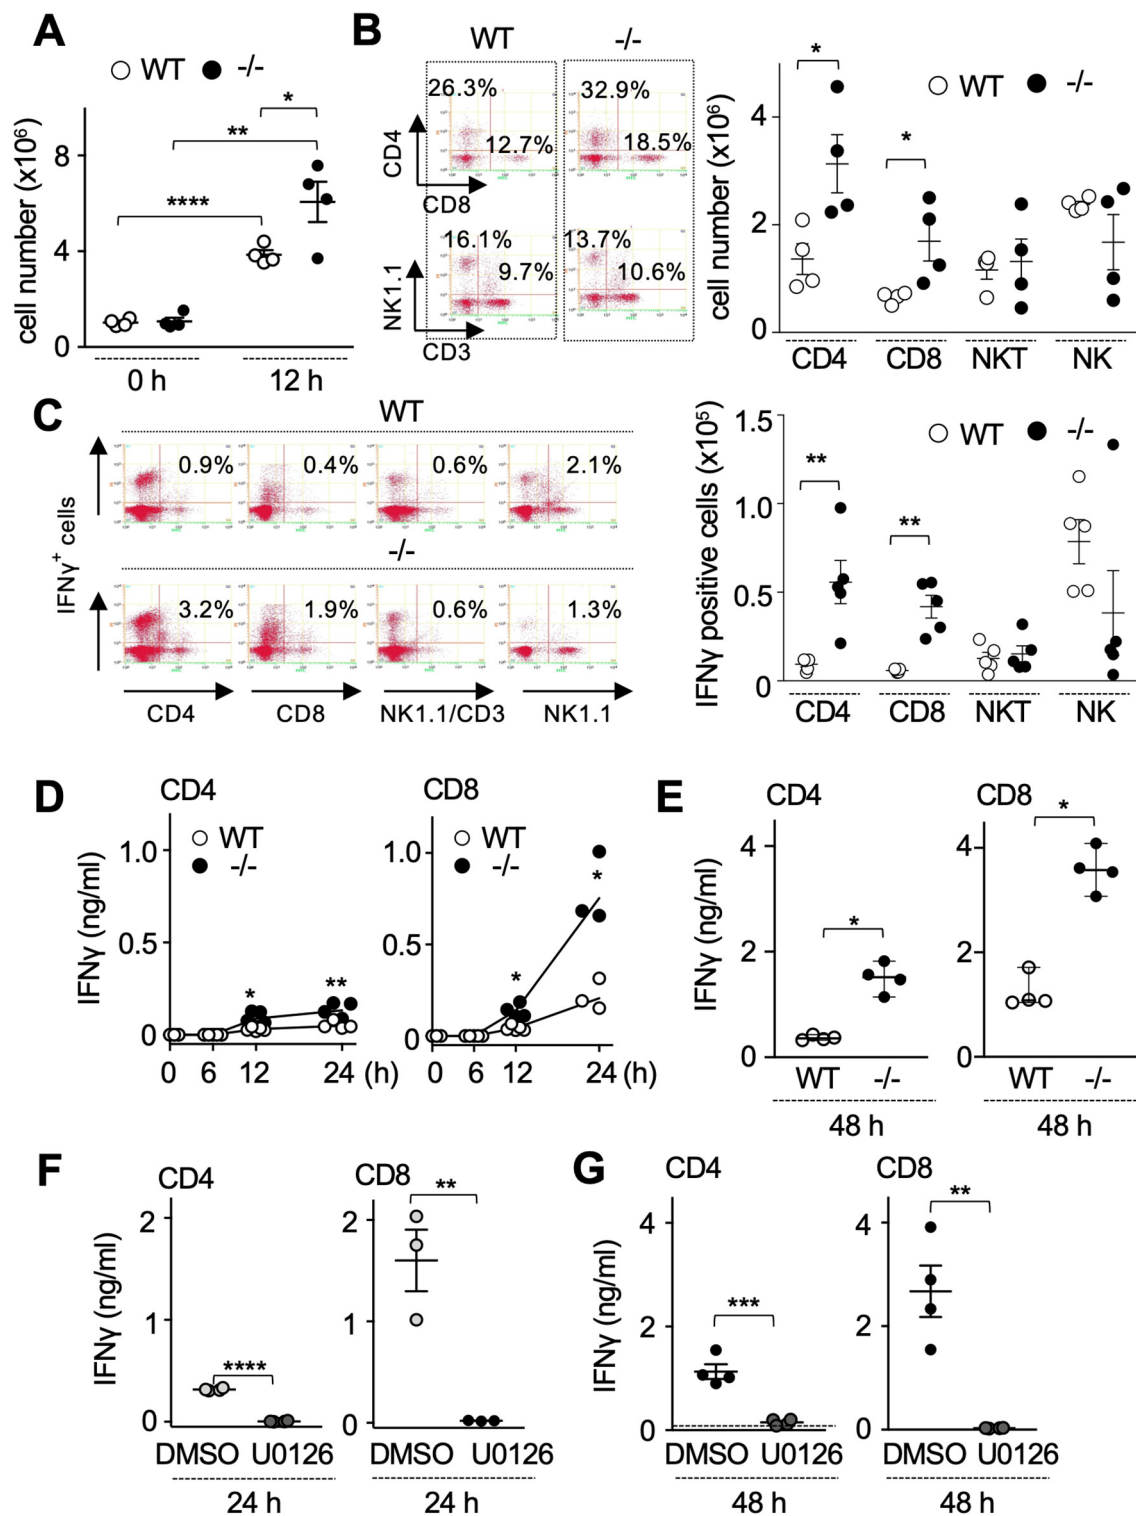 A
WT -/-
cell number (x10⁶)
8
4
0
****
**
*
0 h 12 h
B
WT -/-
26.3% 32.9%
12.7% 18.5%
CD4
CD8
16.1% 13.7%
9.7% 10.6%
NK1.1
CD3
cell number (x10⁶)
WT -/-
4
2
0
*
*
CD4 CD8 NKT NK
C
WT
0.9% 0.4% 0.6% 2.1%
IFNγ⁺ cells
-/-
3.2% 1.9% 0.6% 1.3%
CD4 CD8 NK1.1/CD3 NK1.1
IFNγ positive cells (x10⁵)
WT -/-
1.5
1.0
0.5
0
**
**
CD4 CD8 NKT NK
D
CD4
WT
-/-
IFNγ (ng/ml)
1.0
0.5
0
*
**
0 6 12 24 (h)
CD8
WT
-/-
1.0
0.5
0
*
*
0 6 12 24 (h)
E
CD4
IFNγ (ng/ml)
4
2
0
*
WT -/-
48 h
CD8
4
2
0
*
WT -/-
48 h
F
CD4
IFNγ (ng/ml)
2
1
0
****
DMSO U0126
24 h
CD8
2
1
0
**
DMSO U0126
24 h
G
CD4
IFNγ (ng/ml)
4
2
0
***
DMSO U0126
48 h
CD8
4
2
0
**
DMSO U0126
48 h